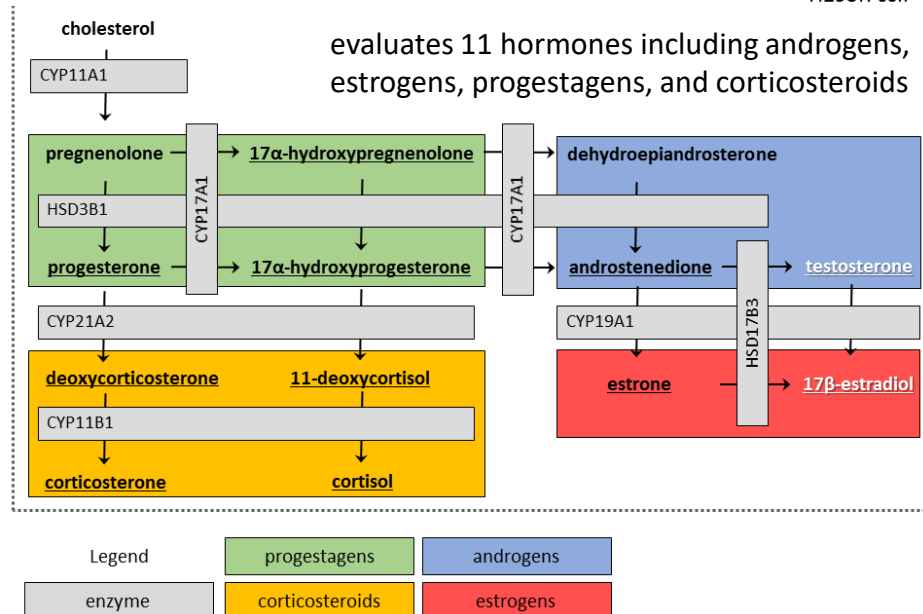 cholesterol
evaluates 11 hormones including androgens,
estrogens, progestagens, and corticosteroids
CYP11A1
pregnenolone
17α-hydroxypregnenolone
dehydroepiandrosterone
CYP17A1
CYP17A1
HSD3B1
progesterone
17α-hydroxyprogesterone
androstenedione
testosterone
CYP21A2
CYP19A1
HSD17B3
deoxycorticosterone
11-deoxycortisol
estrone
17β-estradiol
CYP11B1
corticosterone
cortisol
Legend
progestagens
androgens
enzyme
corticosteroids
estrogens